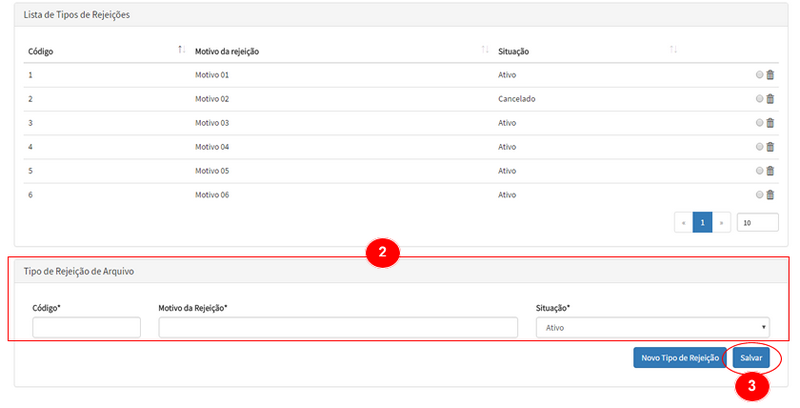 Lista de Tipos de Rejeições
Código Motivo da rejeição Situação
1 Motivo 01 Ativo
2 Motivo 02 Cancelado
3 Motivo 03 Ativo
4 Motivo 04 Ativo
5 Motivo 05 Ativo
6 Motivo 06 Ativo
« 1 » 10
2
Tipo de Rejeição de Arquivo
Código* Motivo da Rejeição* Situação*
Ativo
Novo Tipo de Rejeição Salvar
3